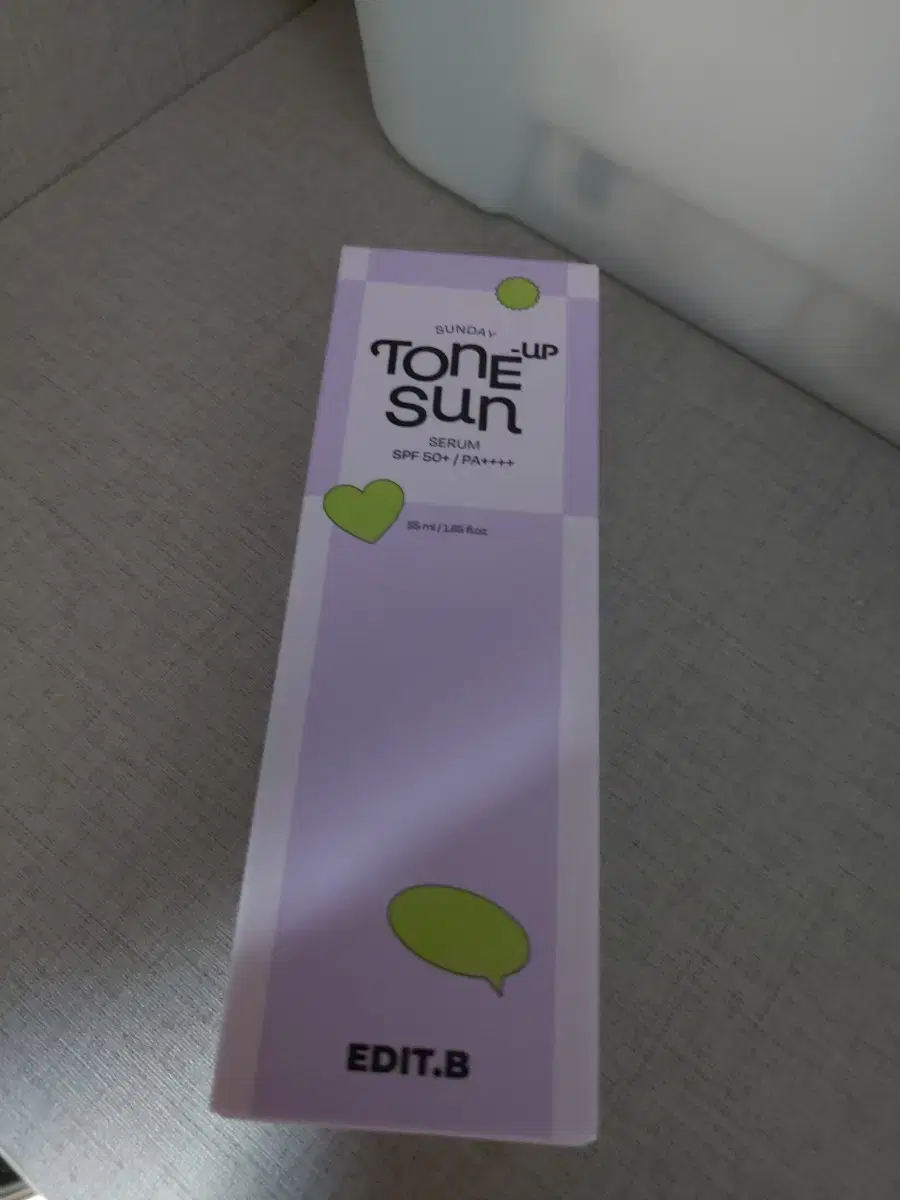 SUNDAY
TONE-UP
SUN
SERUM
SPF 50+ / PA++++
55 ml / 1.85 fl.oz.
EDIT.B